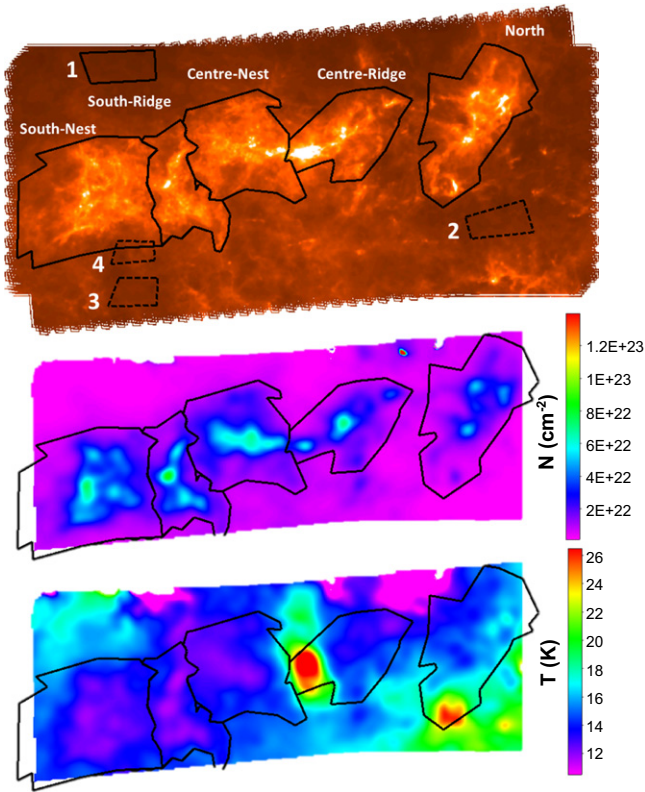 North
1
Centre-Nest
Centre-Ridge
South-Ridge
South-Nest
2
4
3
1.2E+23
1E+23
8E+22
6E+22
4E+22
2E+22
N (cm-2)
26
24
22
20
18
16
14
12
T (K)